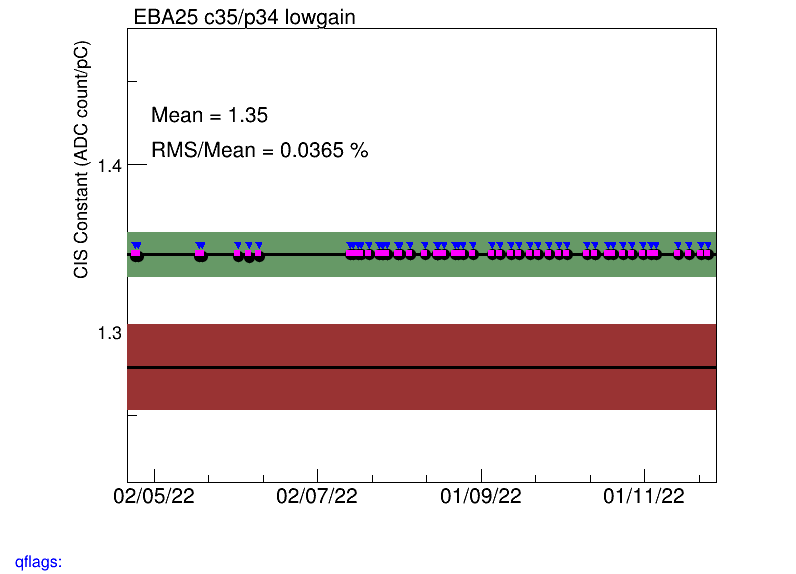 EBA25 c35/p34 lowgain
CIS Constant (ADC count/pC)
Mean = 1.35
RMS/Mean = 0.0365 %
1.4
1.3
02/05/22 02/07/22 01/09/22 01/11/22
qflags: